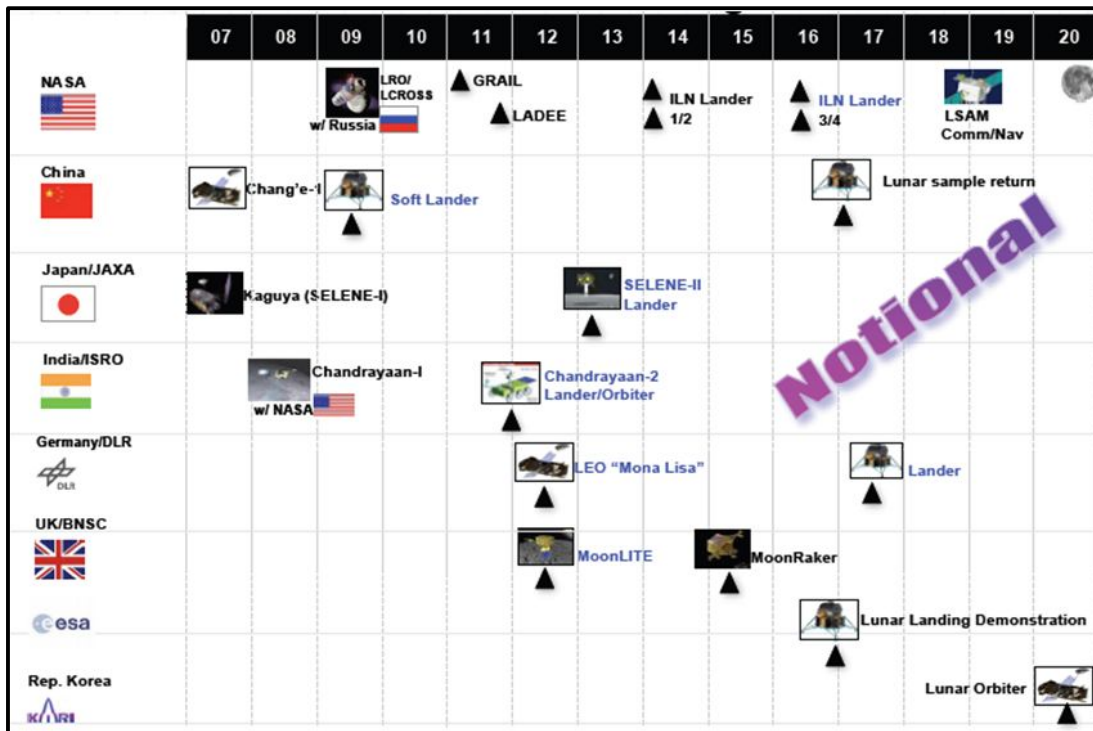 07 08 09 10 11 12 13 14 15 16 17 18 19 20
NASA
LRO/
LCROSS
w/ Russia
GRAIL
LADEE
ILN Lander
1/2
ILN Lander
3/4
LSAM
Comm/Nav
China
Chang'e-1
Soft Lander
Lunar sample return
Notional
Japan/JAXA
Kaguya (SELENE-I)
SELENE-II
Lander
India/ISRO
Chandrayaan-I
w/ NASA
Chandrayaan-2
Lander/Orbiter
Germany/DLR
DLR
LEO “Mona Lisa”
Lander
UK/BNSC
MoonLITE
MoonRaker
esa
Lunar Landing Demonstration
Rep. Korea
KARI
Lunar Orbiter